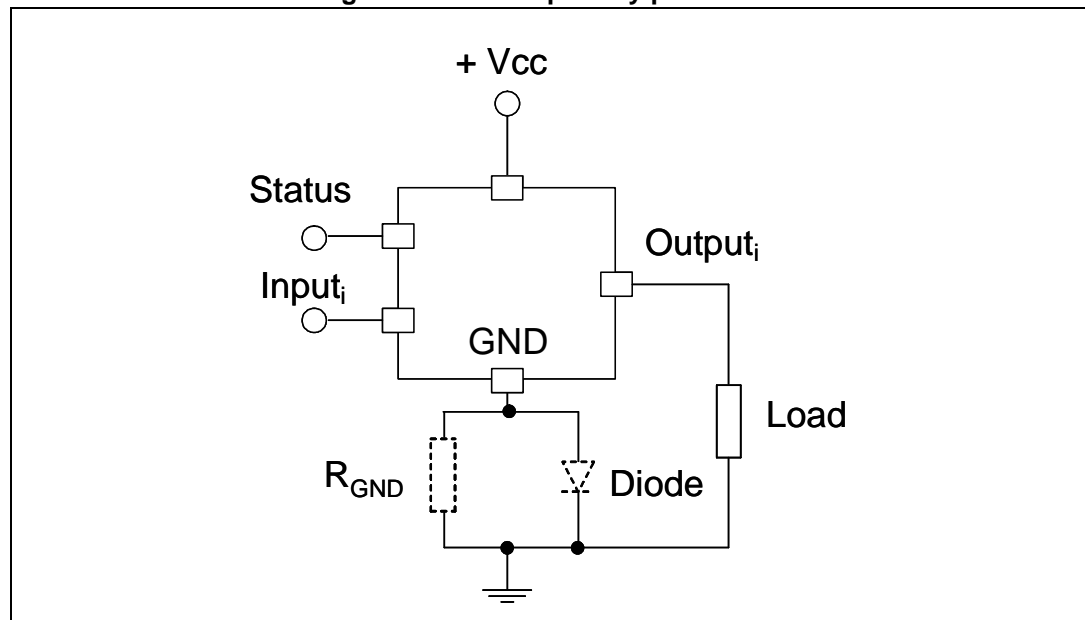 + Vcc
Status
Outputᵢ
Inputᵢ
GND
Load
R_GND
Diode